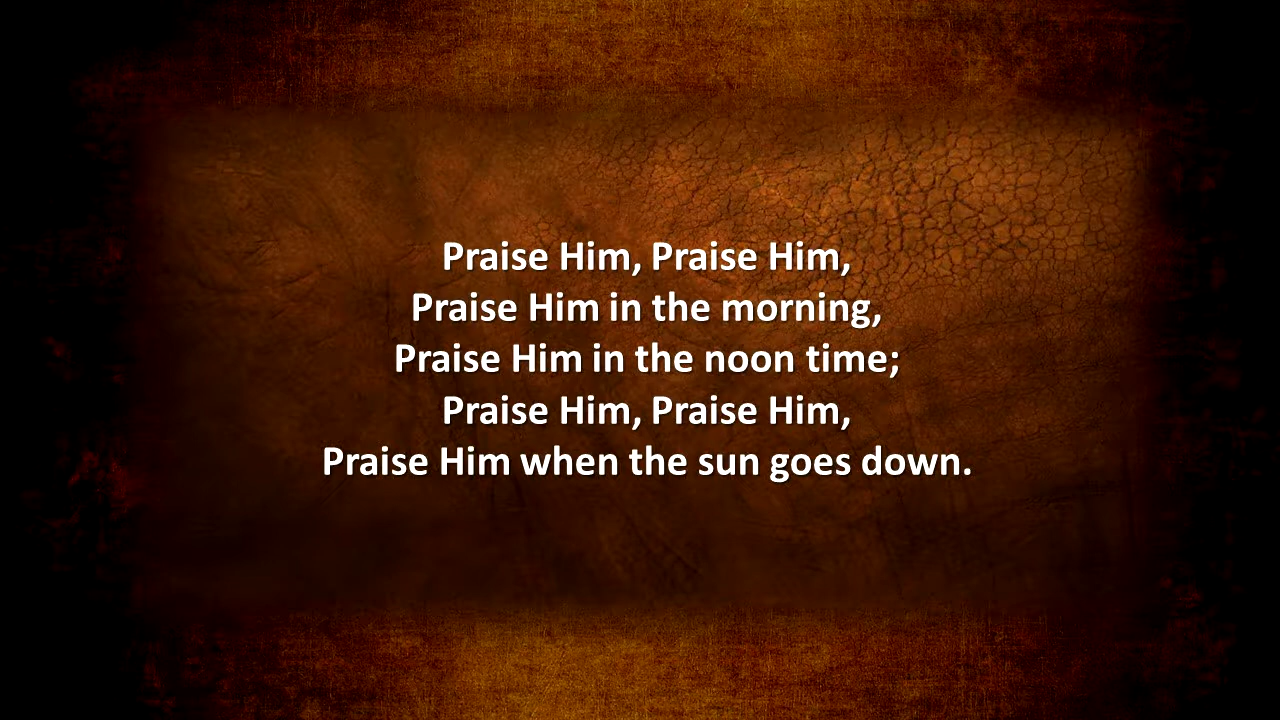 Praise Him, Praise Him,
Praise Him in the morning,
Praise Him in the noon time;
Praise Him, Praise Him,
Praise Him when the sun goes down.